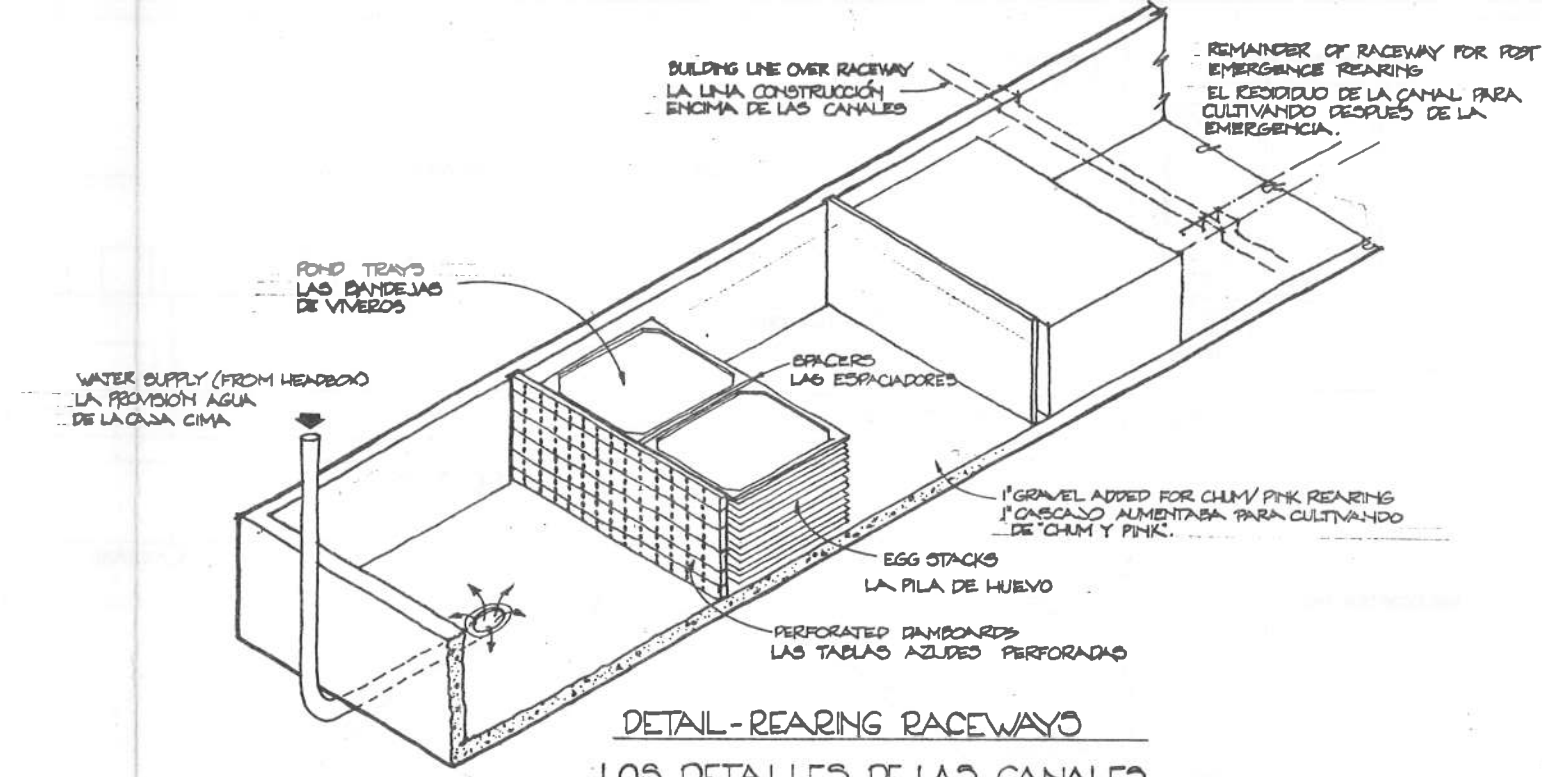 BUILDING LINE OVER RACEWAY
LA LINA CONSTRUCCIÓN
ENCIMA DE LAS CANALES
REMAINDER OF RACEWAY FOR POST
EMERGENCE REARING
EL RESIDIDUO DE LA CANAL PARA
CULTIVANDO DESPUÉS DE LA
EMERGENCIA.
POND TRAYS
LAS BANDEJAS
DE VIVEROS
SPACERS
LAS ESPACIADORES
WATER SUPPLY (FROM HEADBOX)
LA PROVISIÓN AGUA
DE LA CAJA CIMA
1" GRAVEL ADDED FOR CHUM/PINK REARING
1" CASCAJO AUMENTABA PARA CULTIVANDO
DE "CHUM Y PINK".
EGG STACKS
LA PILA DE HUEVO
PERFORATED DAMBOARDS
LAS TABLAS AZUDES PERFORADAS
DETAIL-REARING RACEWAYS
LOS DETALLES DE LAS CANALES